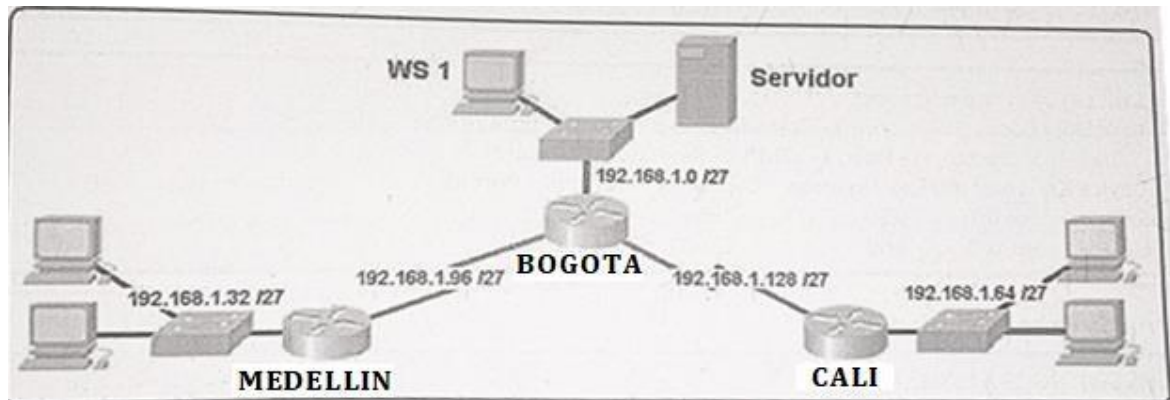 WS 1
Servidor
192.168.1.0 /27
BOGOTA
192.168.1.96 /27
192.168.1.128 /27
192.168.1.32 /27
192.168.1.64 /27
MEDELLIN
CALI